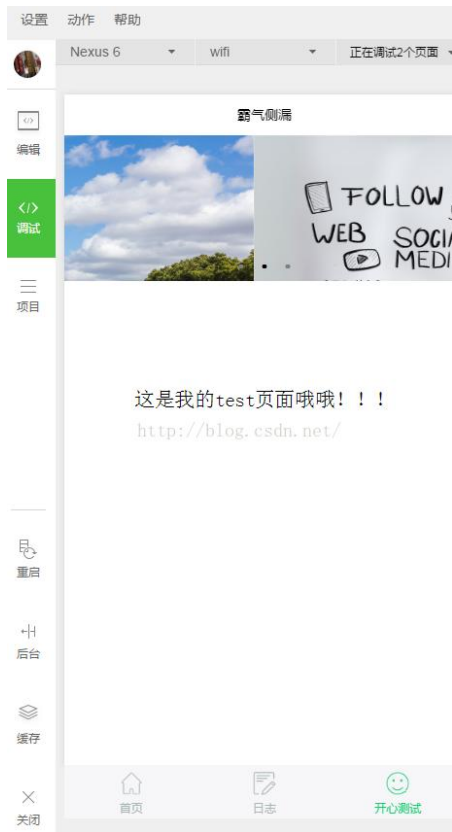 设置 动作 帮助
Nexus 6 wifi 正在调试2个页面
霸气侧漏
编辑
FOLLOW
WEB SOCI
MEDI
调试
项目
这是我的test页面哦哦！！！
http://blog.csdn.net/
重启
后台
缓存
首页 日志 开心测试
关闭